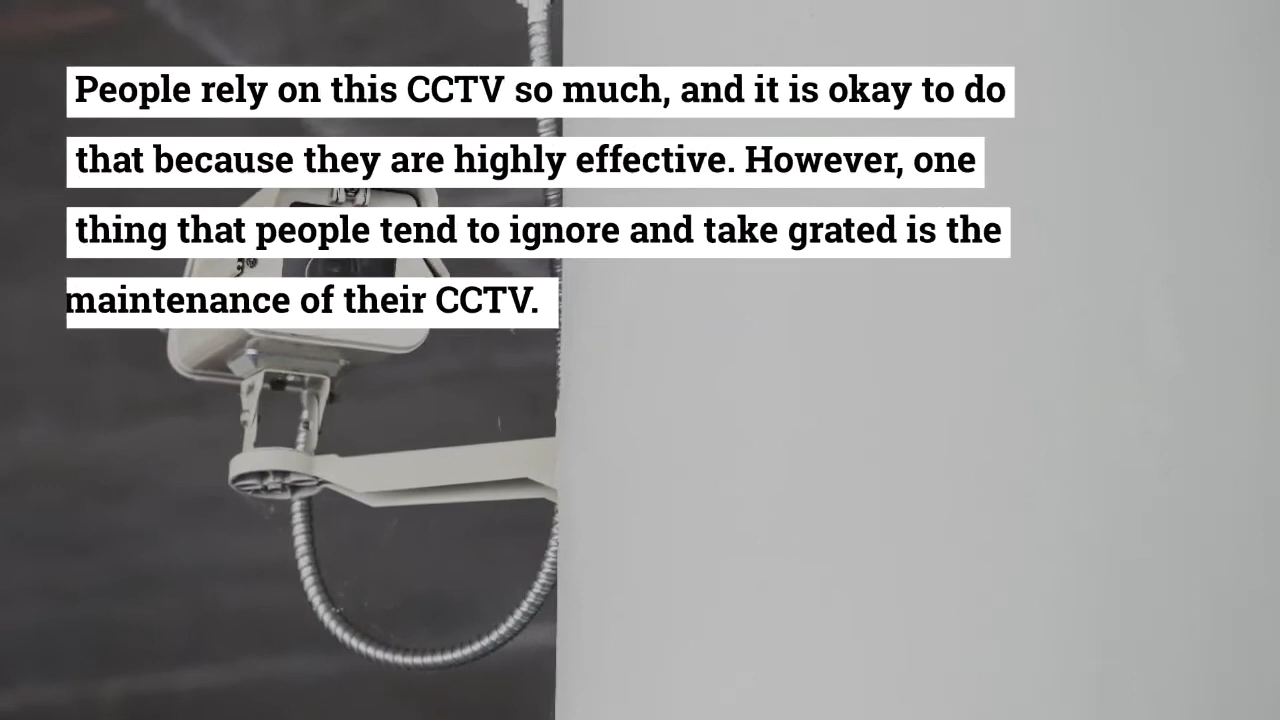 People rely on this CCTV so much, and it is okay to do
that because they are highly effective. However, one
thing that people tend to ignore and take grated is the
maintenance of their CCTV.